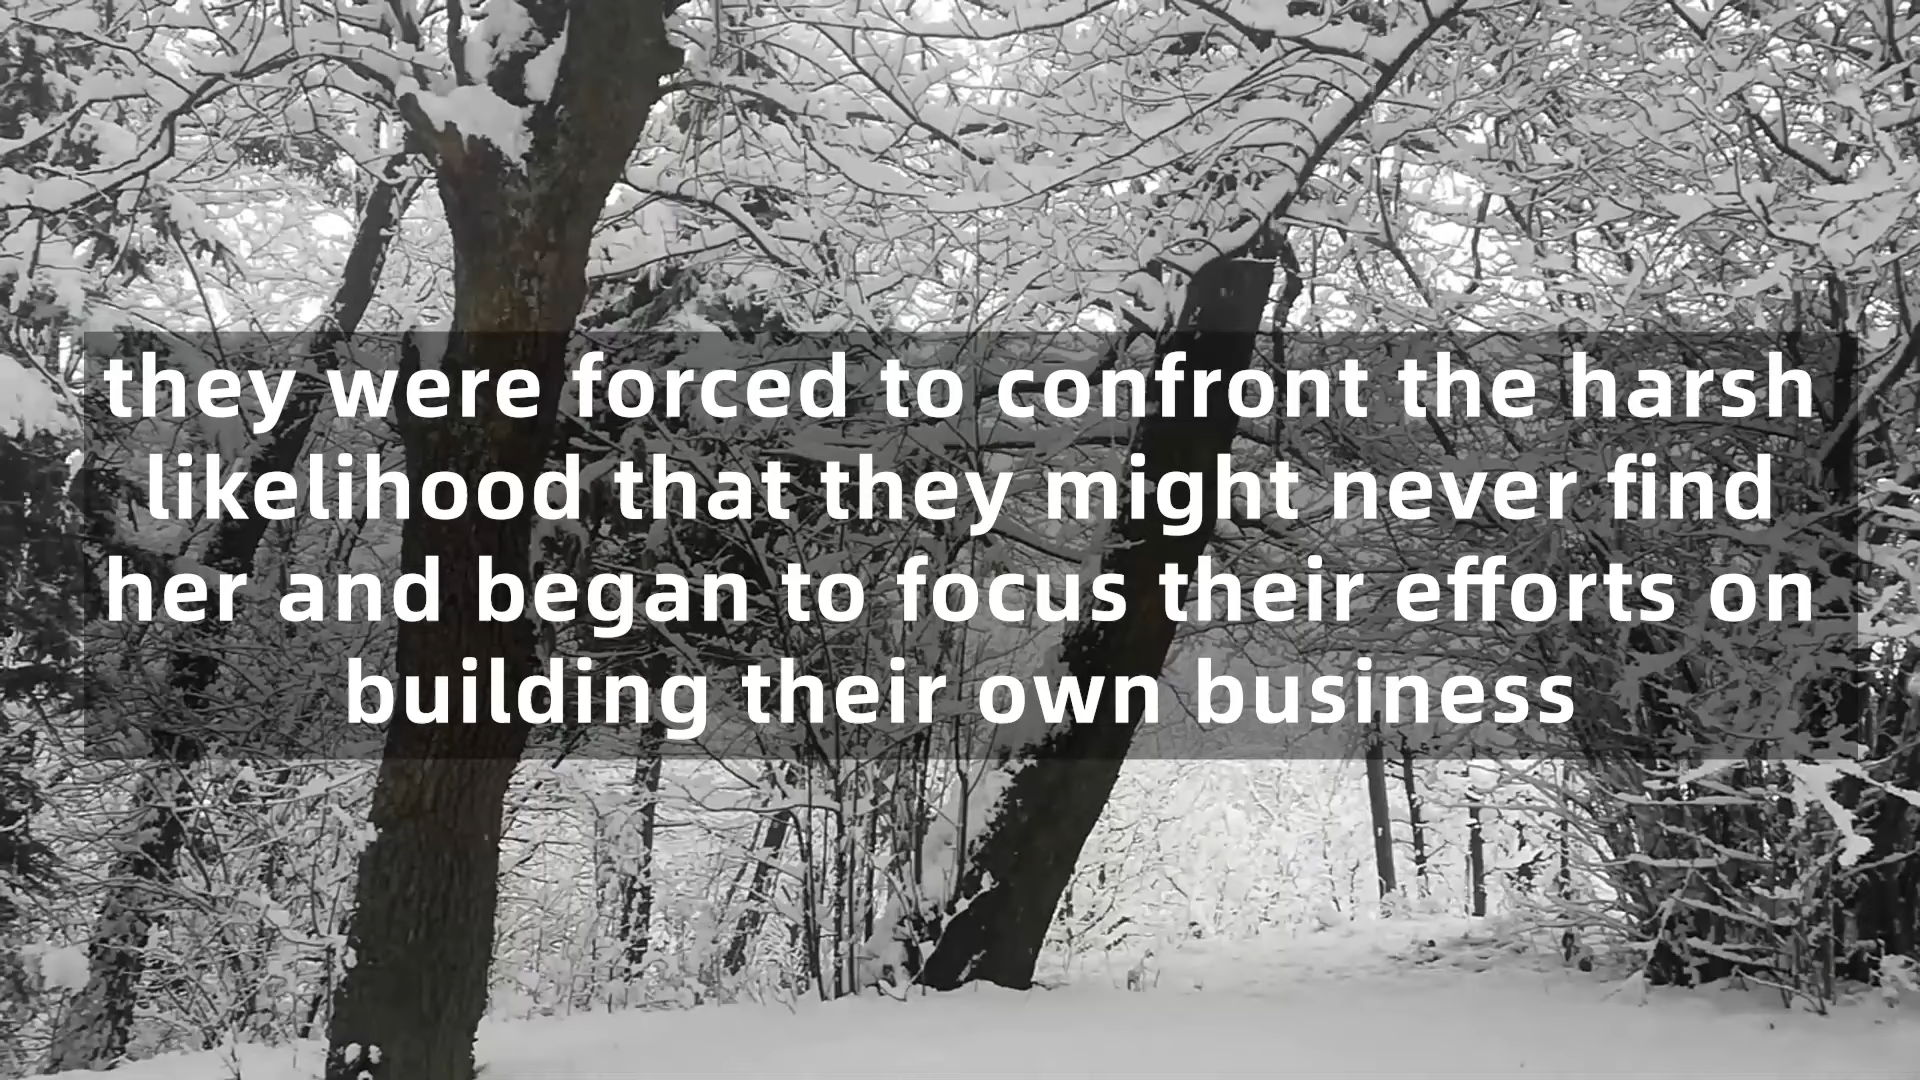 they were forced to confront the harsh
likelihood that they might never find
her and began to focus their efforts on
building their own business